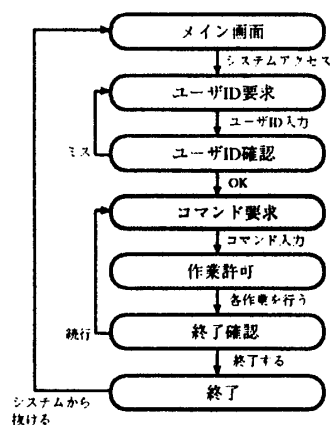 メイン画面
システムアクセス
ユーザID要求
ユーザID入力
ミス
ユーザID確認
OK
コマンド要求
コマンド入力
作業許可
各作業を行う
続行
終了確認
終了する
終了
システムから
抜ける